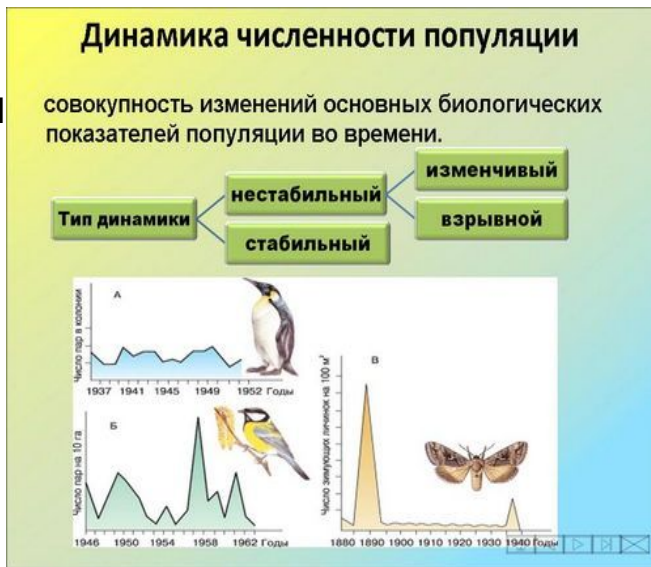 Динамика численности популяции
совокупность изменений основных биологических
показателей популяции во времени.
Тип динамики
нестабильный
стабильный
изменчивый
взрывной
А
Число пар в колонии
1937 1941 1945 1949 1952 Годы
Б
Число пар на 10 га
1946 1950 1954 1958 1962 Годы
В
Число зимующих личинок на 100 м²
1880 1890 1900 1910 1920 1930 1940 Годы